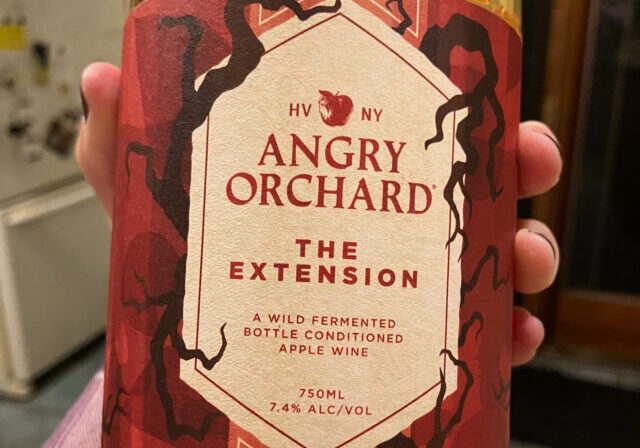 HV NY
ANGRY
ORCHARD®
THE
EXTENSION
A WILD FERMENTED
BOTTLE CONDITIONED
APPLE WINE
750ML
7.4% ALC/VOL